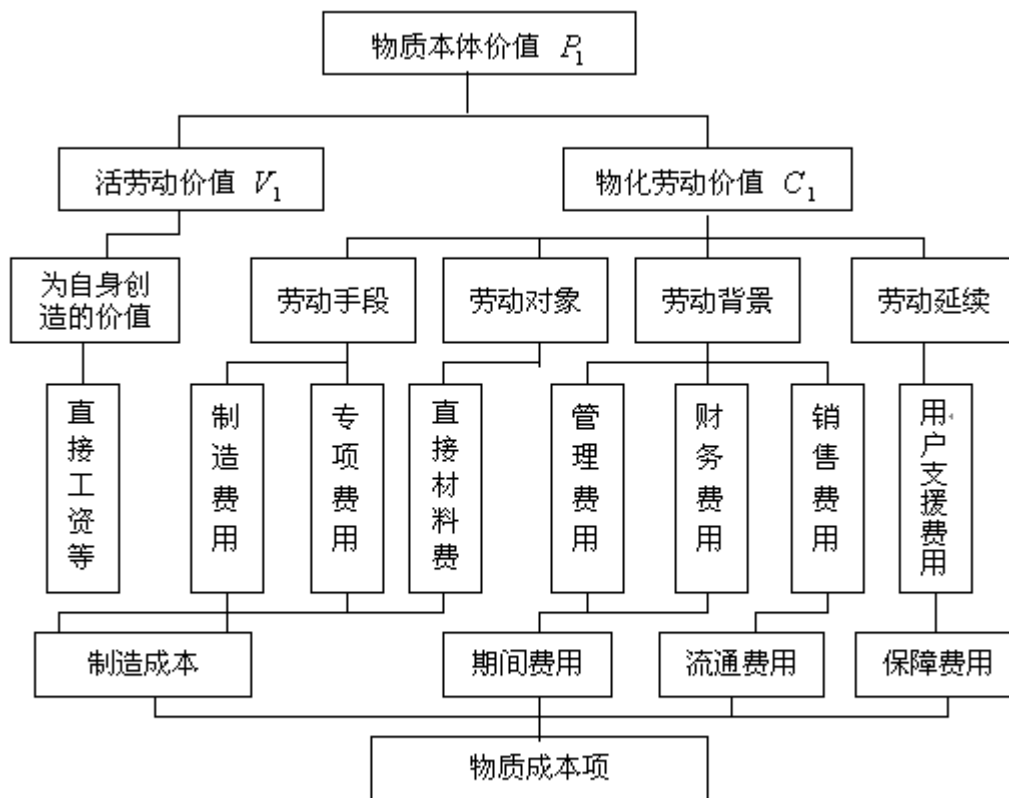 物质本体价值 P₁
活劳动价值 V₁
物化劳动价值 C₁
为自身创
造的价值
劳动手段
劳动对象
劳动背景
劳动延续
直接工资等
制造费用
专项费用
直接材料费
管理费用
财务费用
销售费用
用户支援费用
制造成本
期间费用
流通费用
保障费用
物质成本项